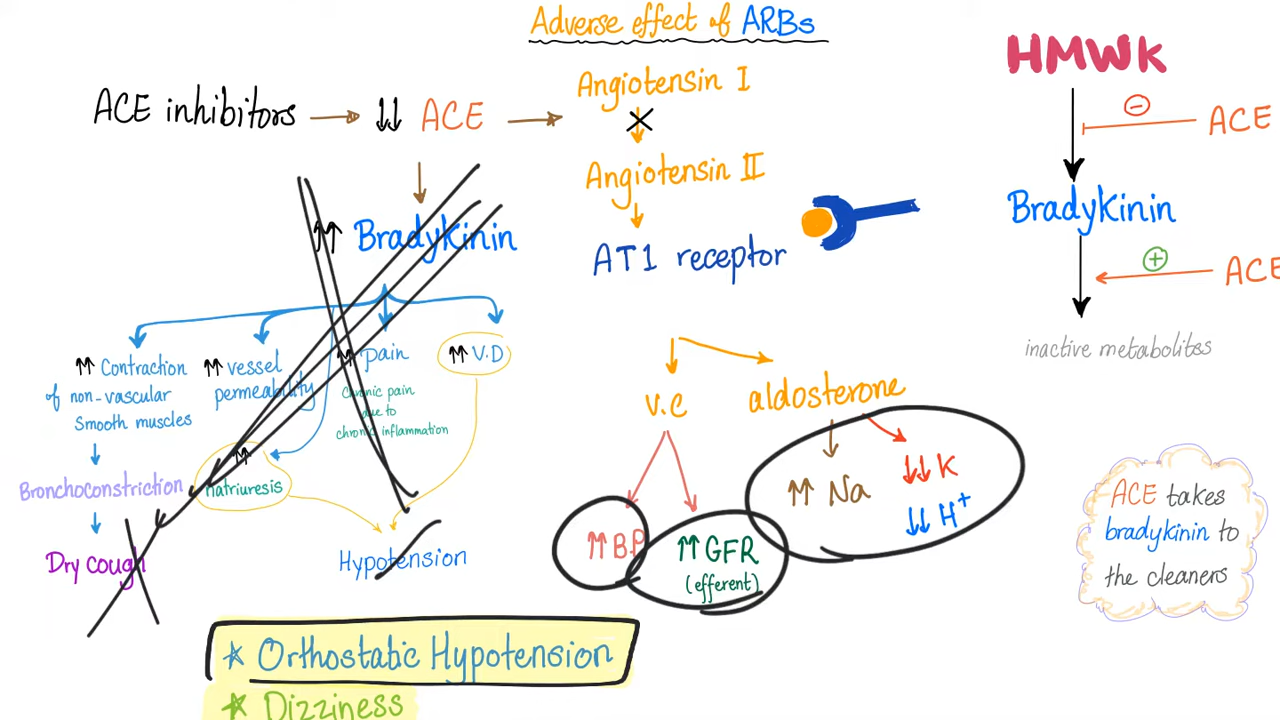 Adverse effect of ARBs
ACE inhibitors → ↓↓ ACE →
Angiotensin I
Angiotensin II
AT1 receptor
↑↑ Bradykinin
↑↑ Contraction
of non-vascular
Smooth muscles
Bronchoconstriction
Dry cough
↑↑ vessel
permeability
↑↑
natriuresis
↑↑ pain
Chronic pain
due to
chronic inflammation
↑↑ V.D
Hypotension
V.C
aldosterone
↑↑ BP
↑↑ GFR
(efferent)
↑↑ Na
↓↓ K
↓↓ H+
HMWK
⊖ ACE
Bradykinin
⊕ ACE
inactive metabolites
ACE takes
bradykinin to
the cleaners
☆ Orthostatic Hypotension
☆ Dizziness